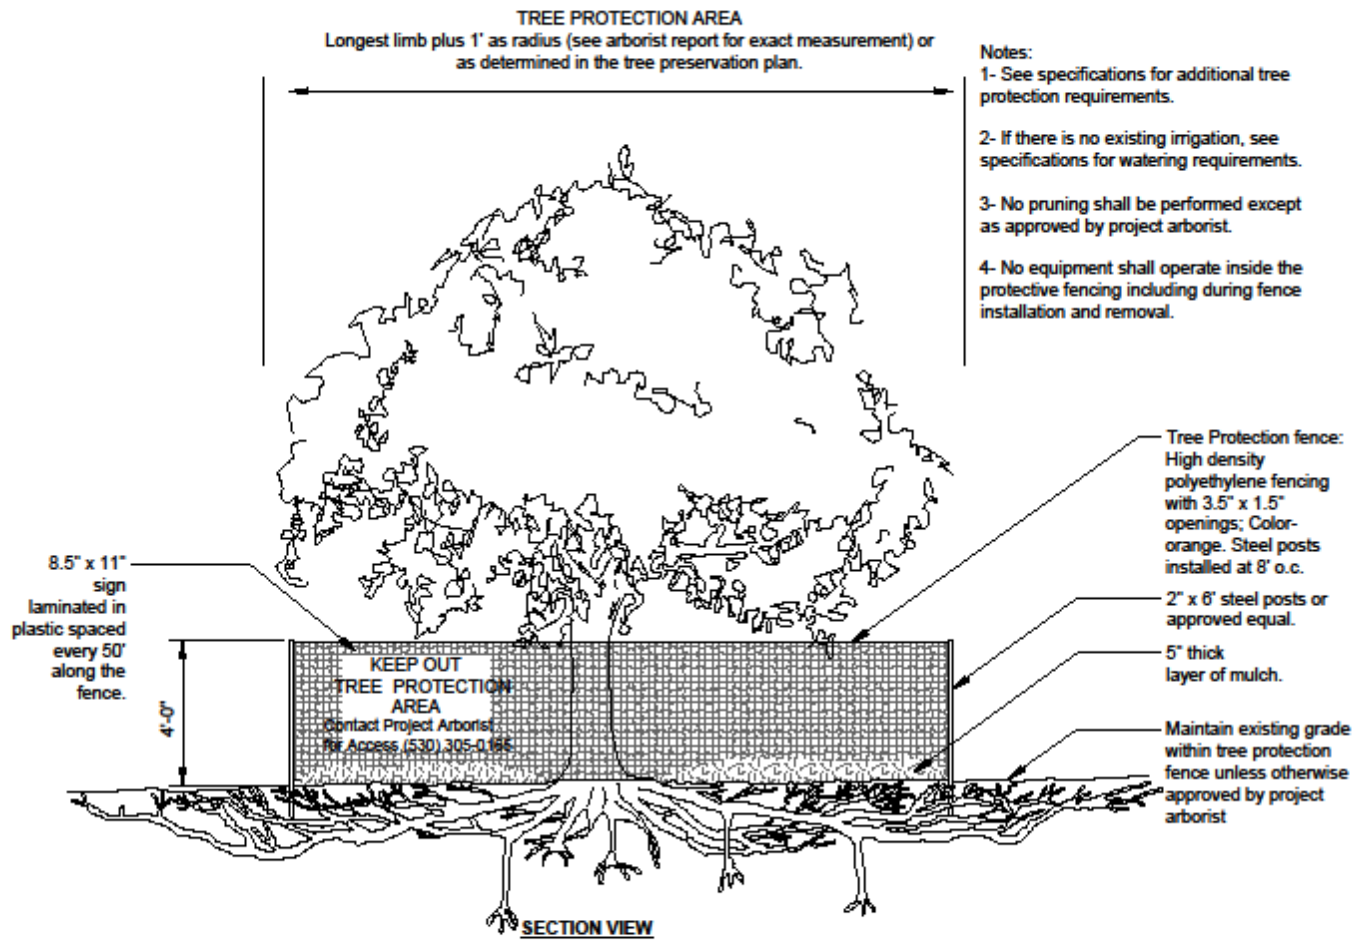 TREE PROTECTION AREA
Longest limb plus 1' as radius (see arborist report for exact measurement) or
as determined in the tree preservation plan.
Notes:
1- See specifications for additional tree
protection requirements.
2- If there is no existing irrigation, see
specifications for watering requirements.
3- No pruning shall be performed except
as approved by project arborist.
4- No equipment shall operate inside the
protective fencing including during fence
installation and removal.
Tree Protection fence:
High density
polyethylene fencing
with 3.5" x 1.5"
openings; Color-
orange. Steel posts
installed at 8' o.c.
2" x 6' steel posts or
approved equal.
5" thick
layer of mulch.
Maintain existing grade
within tree protection
fence unless otherwise
approved by project
arborist
8.5" x 11"
sign
laminated in
plastic spaced
every 50'
along the
fence.
4'-0"
KEEP OUT
TREE PROTECTION
AREA
Contact Project Arborist
for Access (530) 305-0165
SECTION VIEW